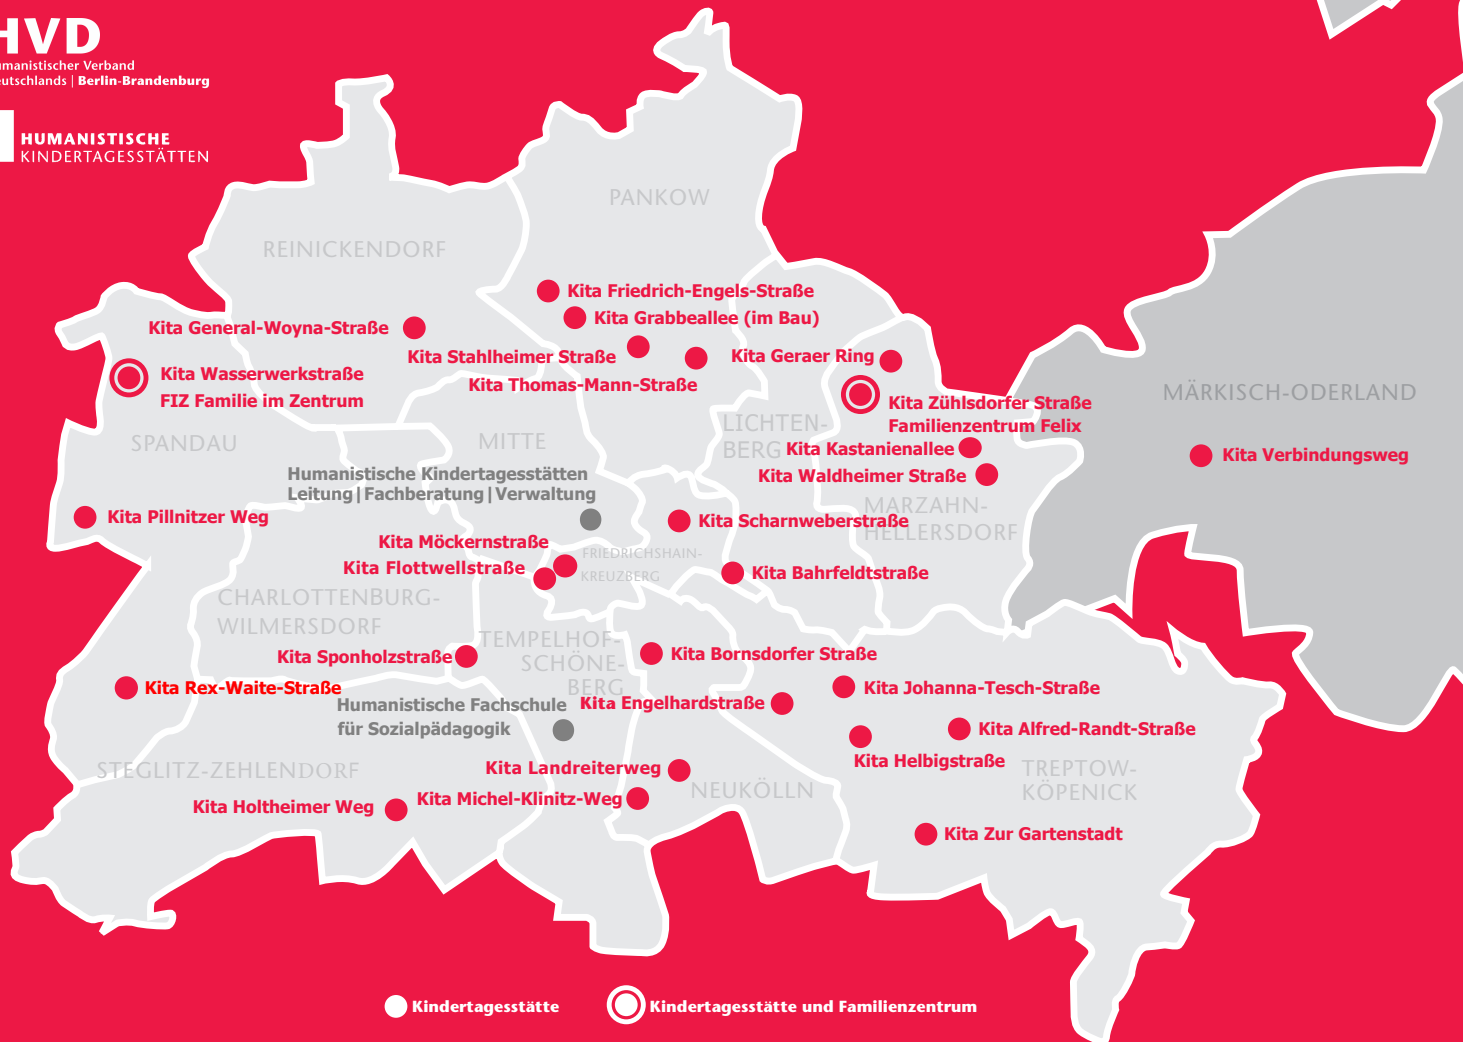 HVD
umanistischer Verband
eutschlands | Berlin-Brandenburg
HUMANISTISCHE
KINDERTAGESSTÄTTEN
PANKOW
REINICKENDORF
Kita Friedrich-Engels-Straße
Kita Grabbeallee (im Bau)
Kita General-Woyna-Straße
Kita Stahlheimer Straße
Kita Geraer Ring
Kita Thomas-Mann-Straße
Kita Wasserwerkstraße
FIZ Familie im Zentrum
Kita Zühlsdorfer Straße
Familienzentrum Felix
MÄRKISCH-ODERLAND
LICHTEN-
BERG
SPANDAU
MITTE
Kita Kastanienallee
Kita Waldheimer Straße
Kita Verbindungsweg
Humanistische Kindertagesstätten
Leitung|Fachberatung|Verwaltung
MARZAHN-
HELLERSDORF
Kita Pillnitzer Weg
Kita Scharnweberstraße
Kita Möckernstraße
Kita Flottwellstraße
FRIEDRICHSHAIN-
KREUZBERG
Kita Bahrfeldtstraße
CHARLOTTENBURG-
WILMERSDORF
TEMPELHOF-
SCHÖNE-
BERG
Kita Sponholzstraße
Kita Bornsdorfer Straße
Kita Rex-Waite-Straße
Kita Johanna-Tesch-Straße
Humanistische Fachschule
für Sozialpädagogik
Kita Engelhardstraße
Kita Alfred-Randt-Straße
Kita Helbigstraße
STEGLITZ-ZEHLENDORF
Kita Landreiterweg
TREPTOW-
KÖPENICK
NEUKÖLLN
Kita Holtheimer Weg
Kita Michel-Klinitz-Weg
Kita Zur Gartenstadt
Kindertagesstätte
Kindertagesstätte und Familienzentrum